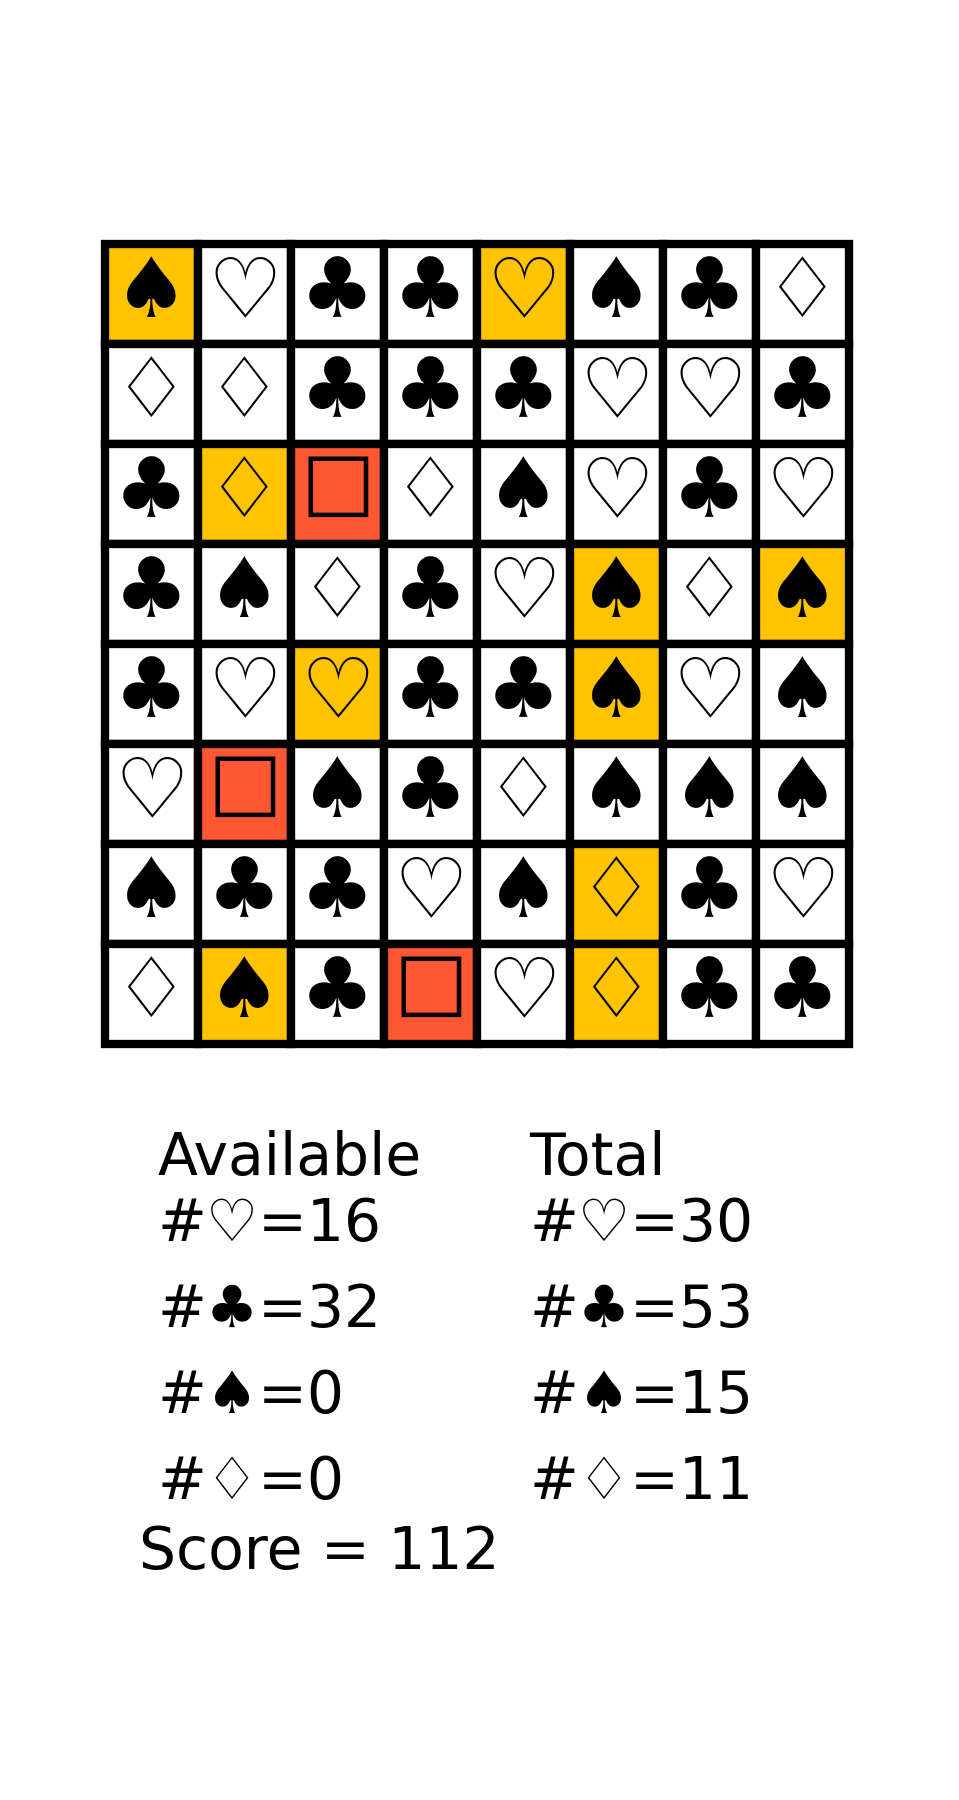 ♠ ♡ ♣ ♣ ♡ ♠ ♣ ♢
♢ ♢ ♣ ♣ ♣ ♡ ♡ ♣
♣ ♢ □ ♢ ♠ ♡ ♣ ♡
♣ ♠ ♢ ♣ ♡ ♠ ♢ ♠
♣ ♡ ♡ ♣ ♣ ♠ ♡ ♠
♡ □ ♠ ♣ ♢ ♠ ♠ ♠
♠ ♣ ♣ ♡ ♠ ♢ ♣ ♡
♢ ♠ ♣ □ ♡ ♢ ♣ ♣
Available Total
#♡=16 #♡=30
#♣=32 #♣=53
#♠=0 #♠=15
#♢=0 #♢=11
Score = 112